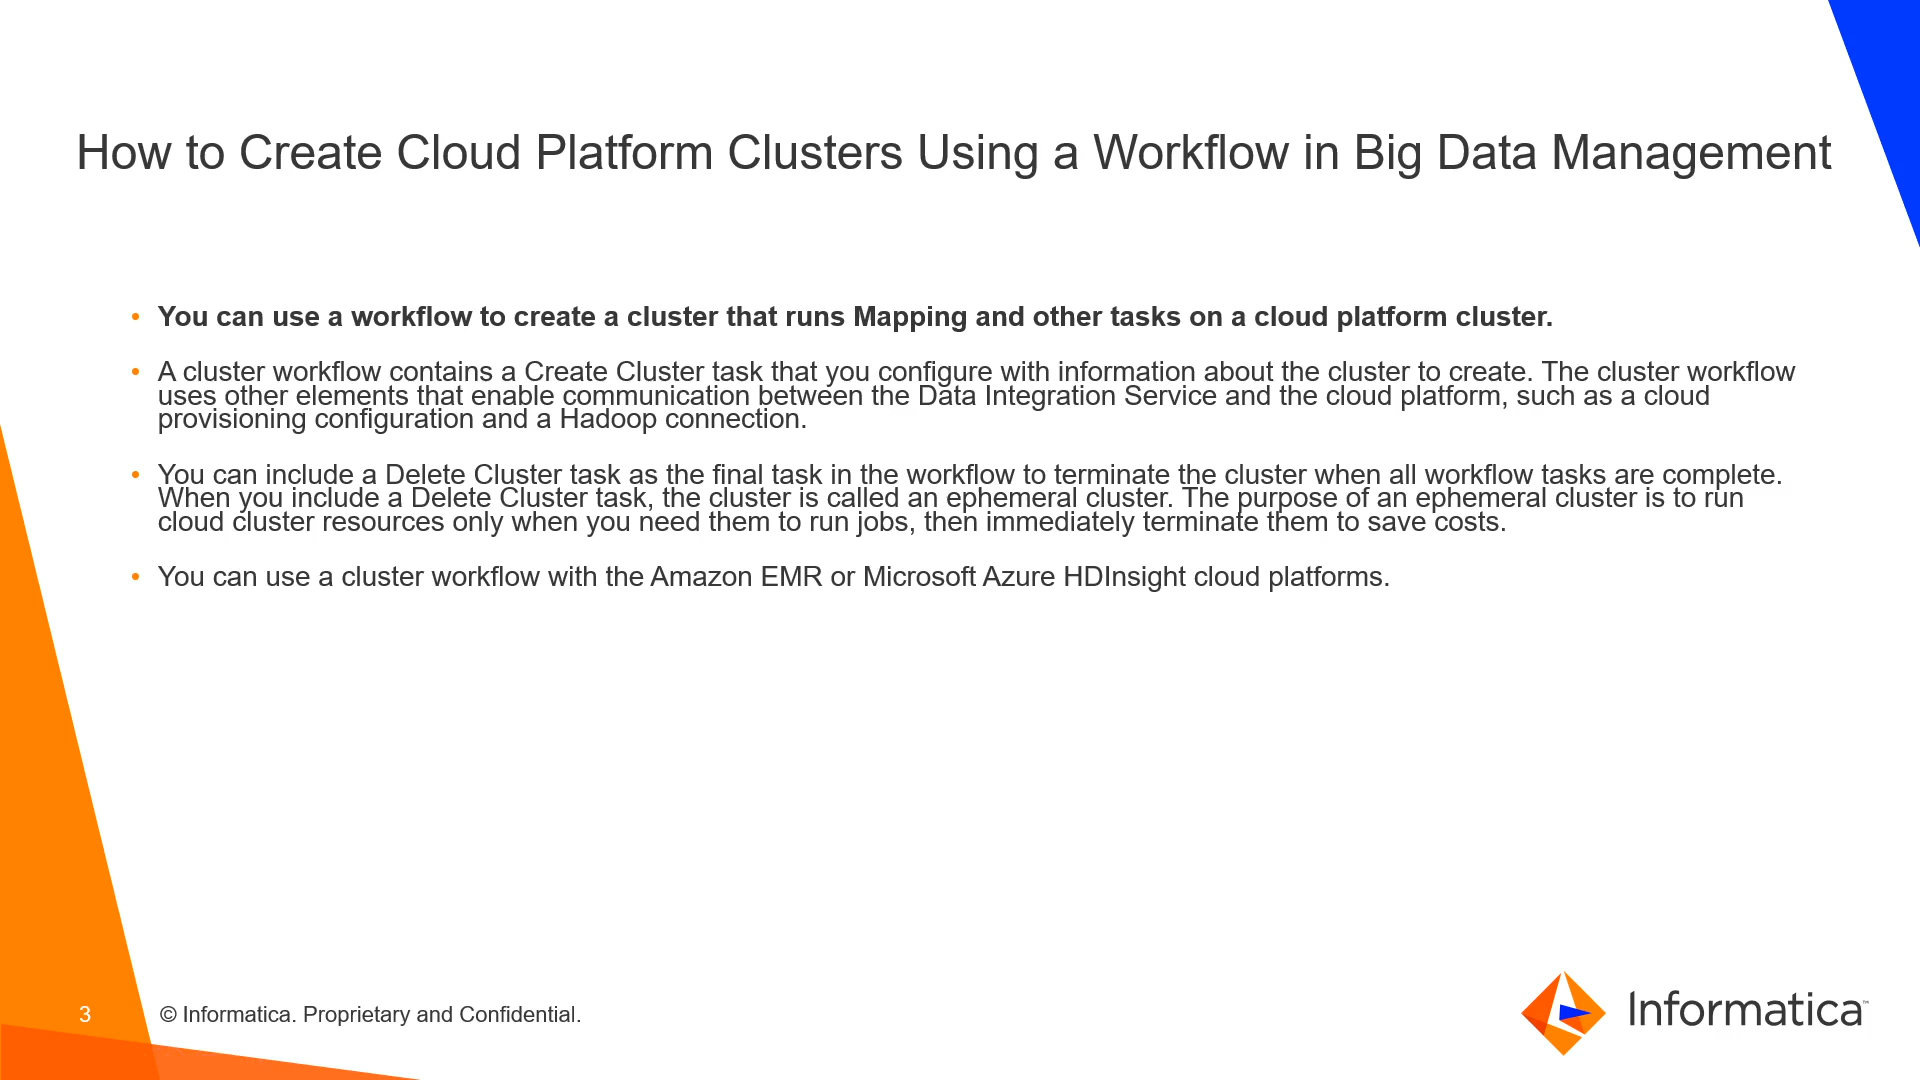 How to Create Cloud Platform Clusters Using a Workflow in Big Data Management
• You can use a workflow to create a cluster that runs Mapping and other tasks on a cloud platform cluster.
• A cluster workflow contains a Create Cluster task that you configure with information about the cluster to create. The cluster workflow
uses other elements that enable communication between the Data Integration Service and the cloud platform, such as a cloud
provisioning configuration and a Hadoop connection.
• You can include a Delete Cluster task as the final task in the workflow to terminate the cluster when all workflow tasks are complete.
When you include a Delete Cluster task, the cluster is called an ephemeral cluster. The purpose of an ephemeral cluster is to run
cloud cluster resources only when you need them to run jobs, then immediately terminate them to save costs.
• You can use a cluster workflow with the Amazon EMR or Microsoft Azure HDInsight cloud platforms.
3
© Informatica. Proprietary and Confidential.
Informatica™